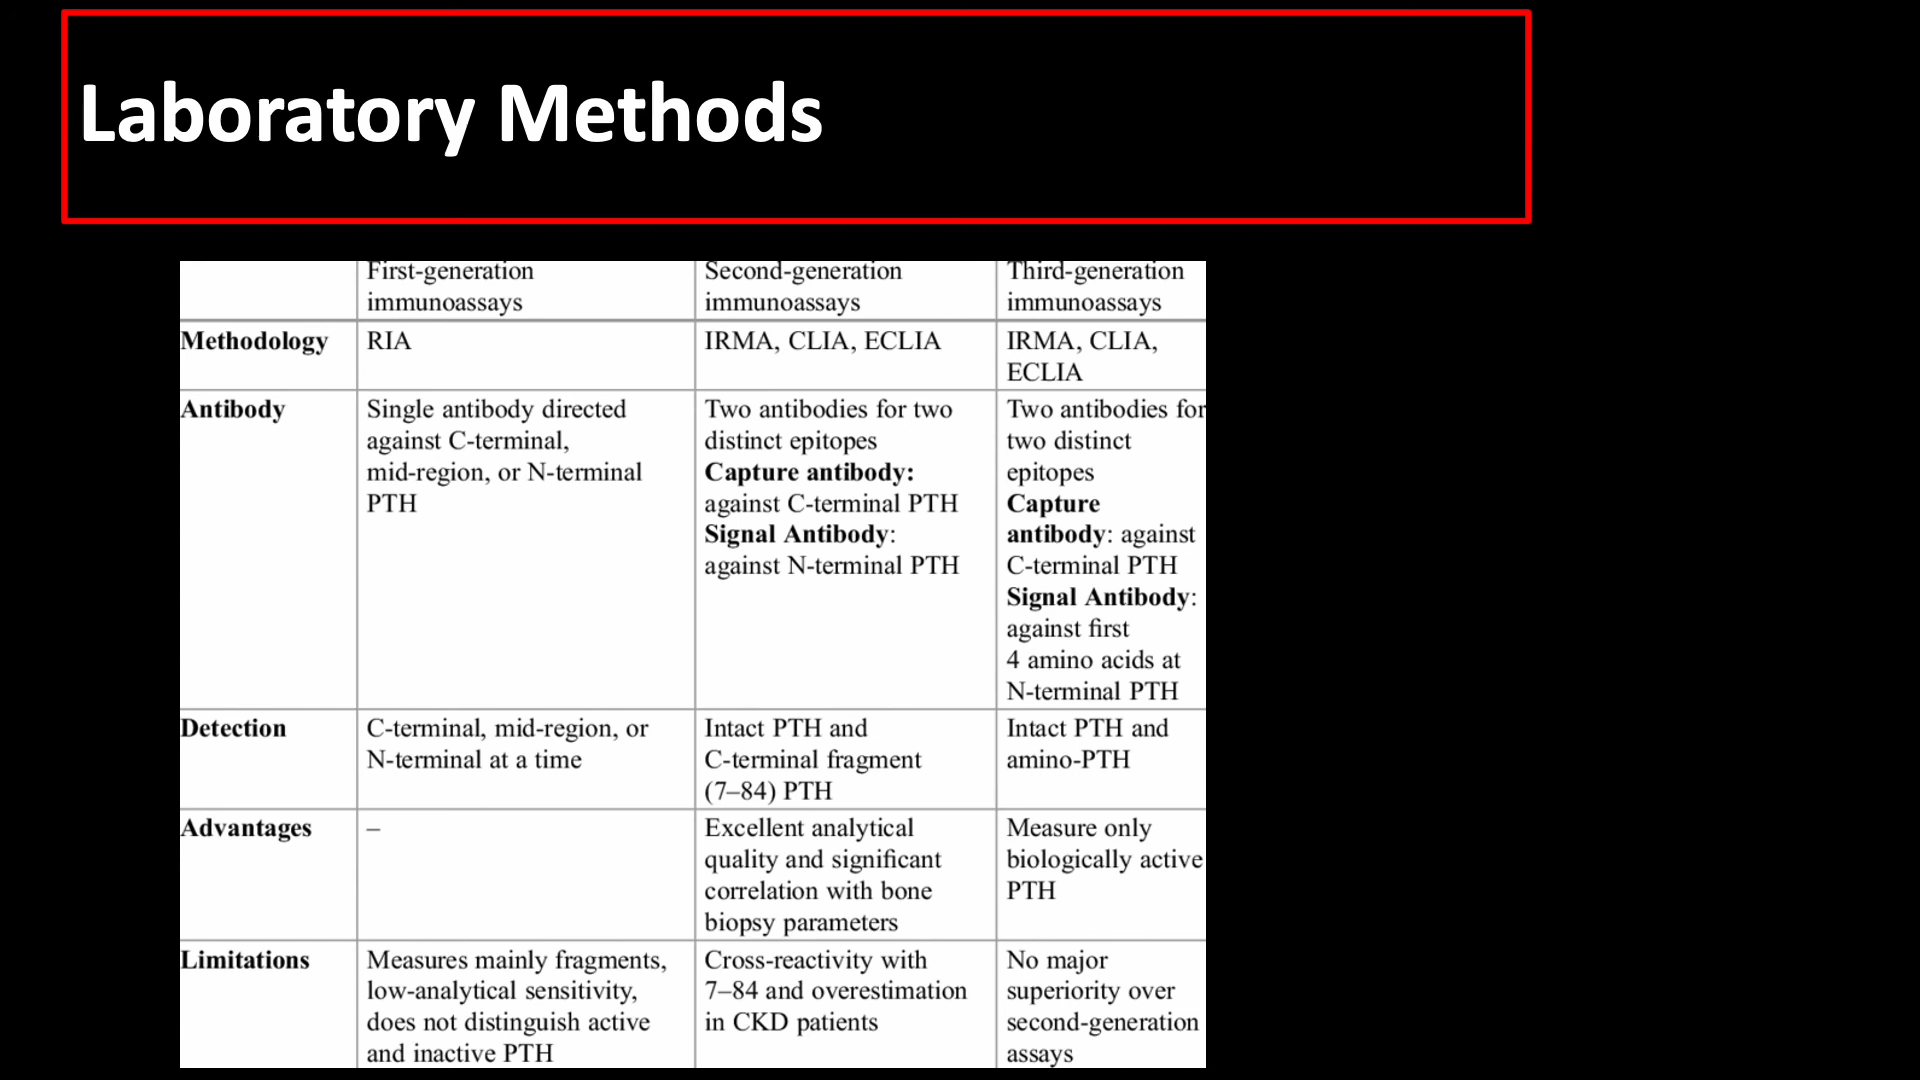 Laboratory Methods
First-generation immunoassays
Second-generation immunoassays
Third-generation immunoassays
Methodology
RIA
IRMA, CLIA, ECLIA
IRMA, CLIA,
ECLIA
Antibody
Single antibody directed
against C-terminal,
mid-region, or N-terminal
PTH
Two antibodies for two
distinct epitopes
Capture antibody:
against C-terminal PTH
Signal Antibody:
against N-terminal PTH
Two antibodies for
two distinct
epitopes
Capture
antibody: against
C-terminal PTH
Signal Antibody:
against first
4 amino acids at
N-terminal PTH
Detection
C-terminal, mid-region, or
N-terminal at a time
Intact PTH and
C-terminal fragment
(7–84) PTH
Intact PTH and
amino-PTH
Advantages
–
Excellent analytical
quality and significant
correlation with bone
biopsy parameters
Measure only
biologically active
PTH
Limitations
Measures mainly fragments,
low-analytical sensitivity,
does not distinguish active
and inactive PTH
Cross-reactivity with
7–84 and overestimation
in CKD patients
No major
superiority over
second-generation
assays